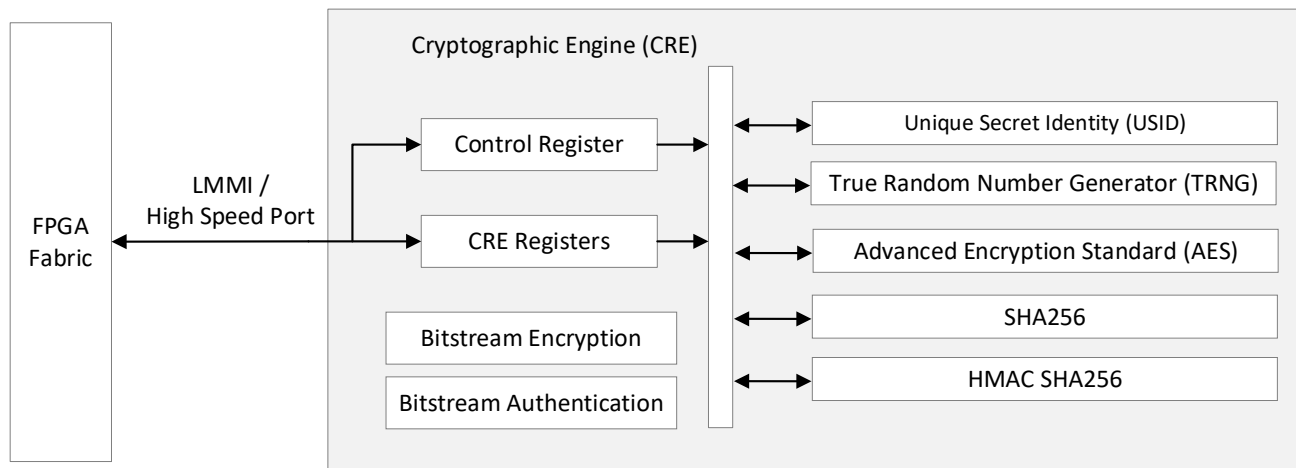 Cryptographic Engine (CRE)
FPGA
Fabric
LMMI /
High Speed Port
Control Register
CRE Registers
Bitstream Encryption
Bitstream Authentication
Unique Secret Identity (USID)
True Random Number Generator (TRNG)
Advanced Encryption Standard (AES)
SHA256
HMAC SHA256